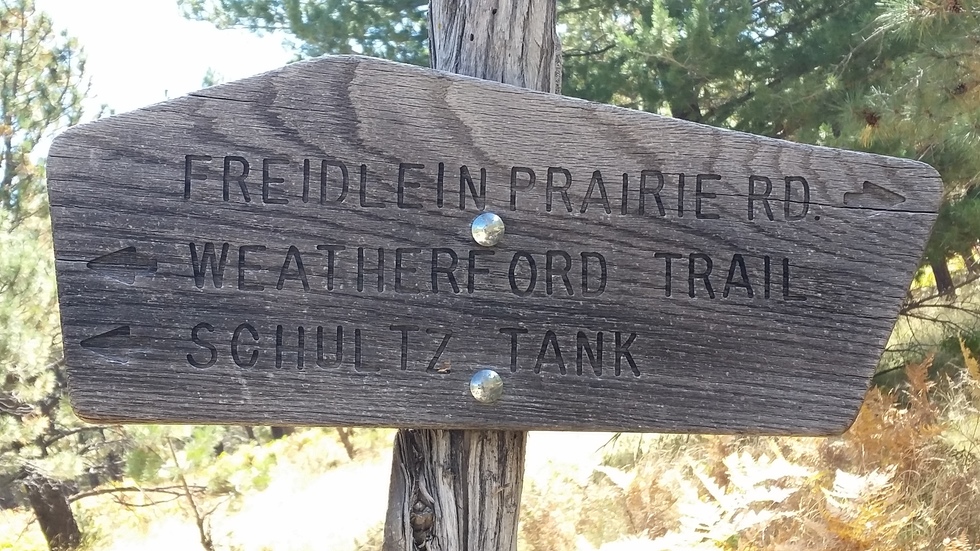 FREIDLEIN PRAIRIE RD.
WEATHERFORD TRAIL
SCHULTZ TANK